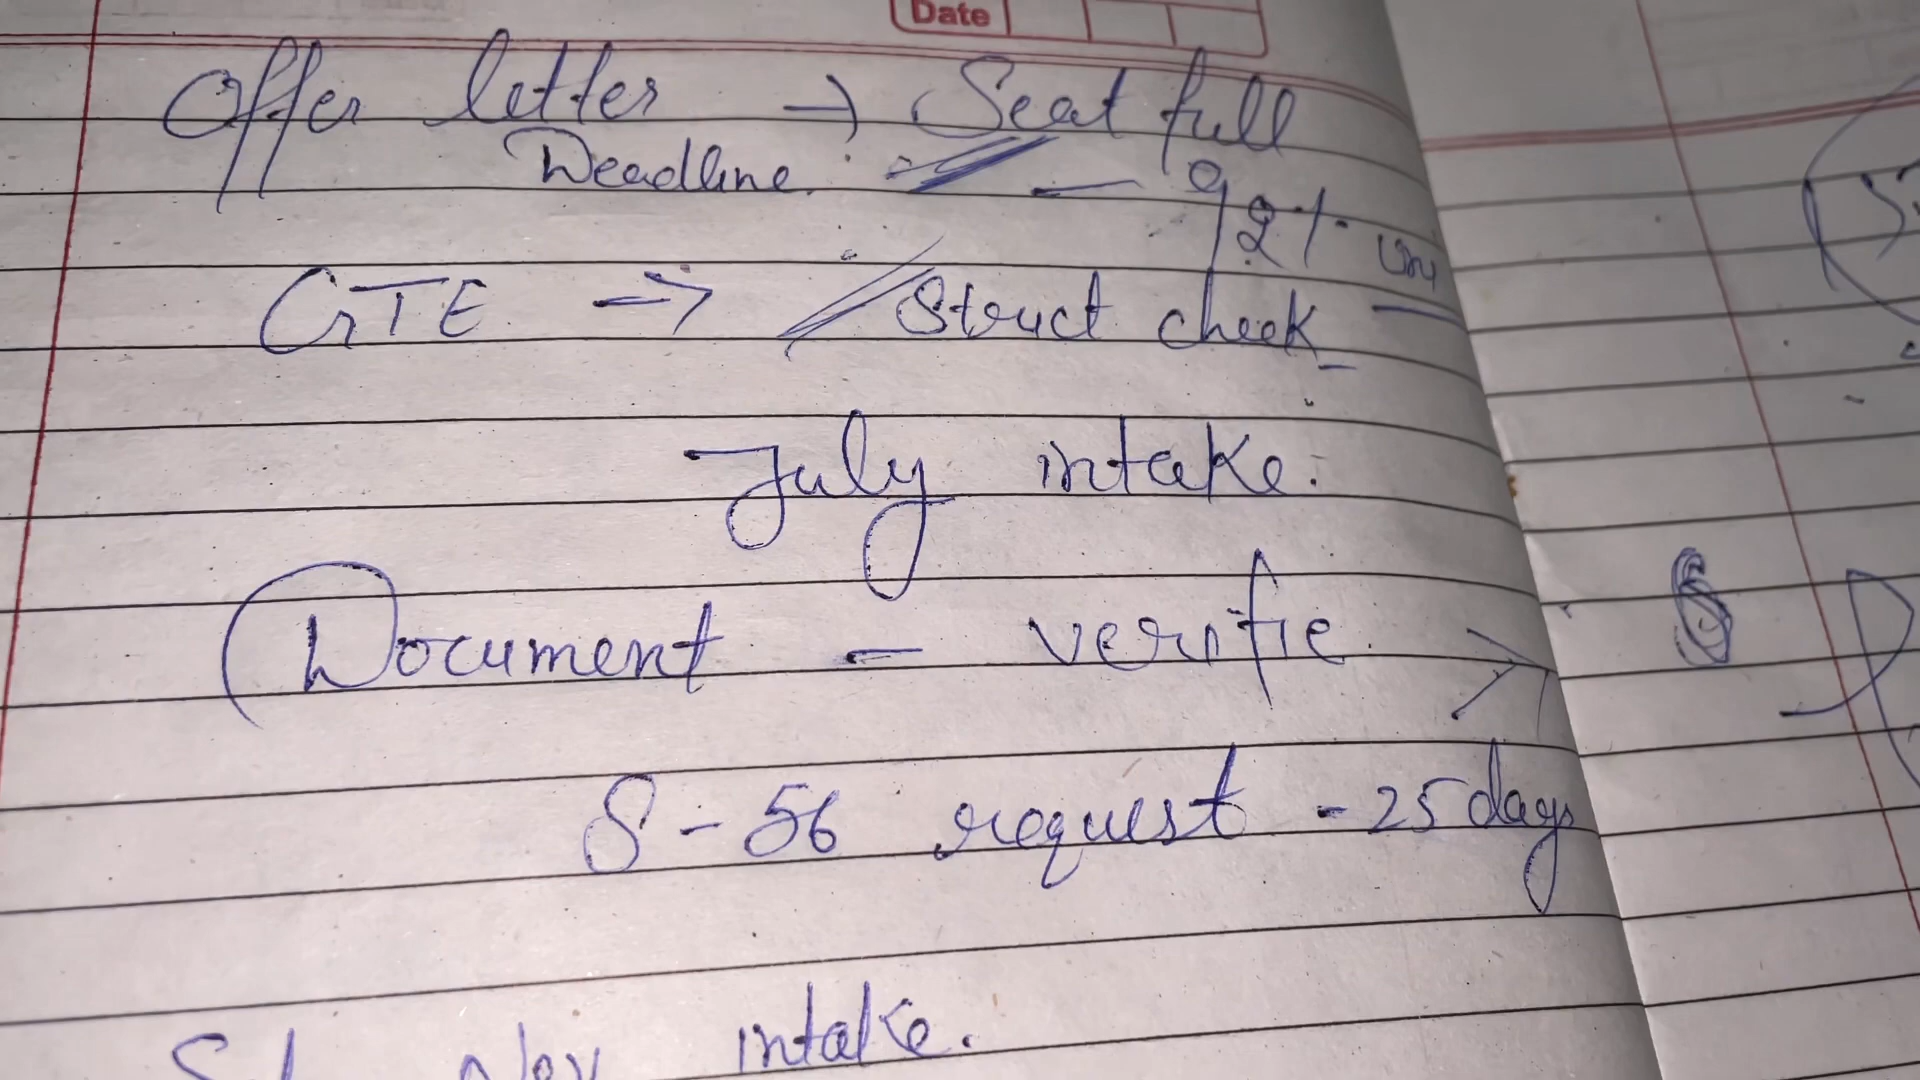 Date
Offer letter → Seat full
Deadline. - 92%
GTE → Struct check -
July intake.
Document - verifie →
S-56 request - 25 days
Nov intake.